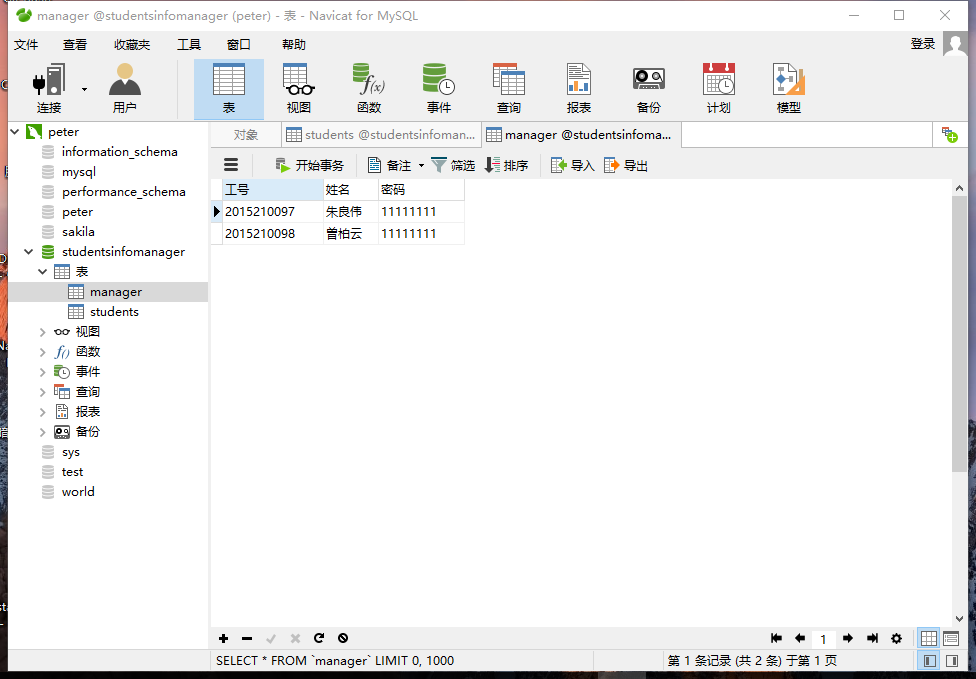 manager @studentsinfomanager (peter) - 表 - Navicat for MySQL
文件 查看 收藏夹 工具 窗口 帮助 登录
连接 用户 表 视图 函数 事件 查询 报表 备份 计划 模型
对象 students @studentsinfoman... manager @studentsinfoma...
开始事务 备注 筛选 排序 导入 导出
peter
information_schema
mysql
performance_schema
peter
sakila
studentsinfomanager
表
manager
students
视图
f() 函数
事件
查询
报表
备份
sys
test
world
工号 姓名 密码
2015210097 朱良伟 11111111
2015210098 曾柏云 11111111
1
SELECT * FROM `manager` LIMIT 0, 1000 第 1 条记录 (共 2 条) 于第 1 页